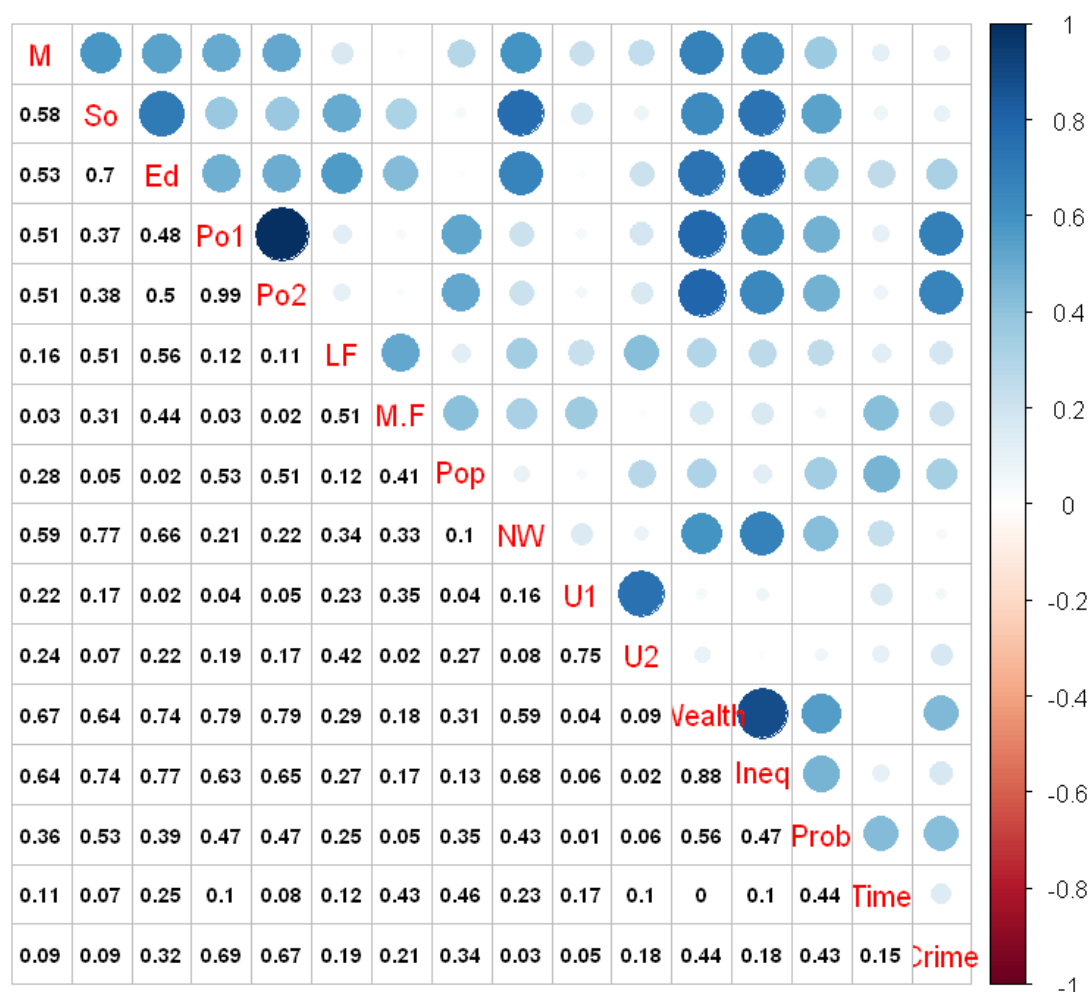 M
0.58 So
0.53 0.7 Ed
0.51 0.37 0.48 Po1
0.51 0.38 0.5 0.99 Po2
0.16 0.51 0.56 0.12 0.11 LF
0.03 0.31 0.44 0.03 0.02 0.51 M.F
0.28 0.05 0.02 0.53 0.51 0.12 0.41 Pop
0.59 0.77 0.66 0.21 0.22 0.34 0.33 0.1 NW
0.22 0.17 0.02 0.04 0.05 0.23 0.35 0.04 0.16 U1
0.24 0.07 0.22 0.19 0.17 0.42 0.02 0.27 0.08 0.75 U2
0.67 0.64 0.74 0.79 0.79 0.29 0.18 0.31 0.59 0.04 0.09 Wealth
0.64 0.74 0.77 0.63 0.65 0.27 0.17 0.13 0.68 0.06 0.02 0.88 Ineq
0.36 0.53 0.39 0.47 0.47 0.25 0.05 0.35 0.43 0.01 0.06 0.56 0.47 Prob
0.11 0.07 0.25 0.1 0.08 0.12 0.43 0.46 0.23 0.17 0.1 0 0.1 0.44 Time
0.09 0.09 0.32 0.69 0.67 0.19 0.21 0.34 0.03 0.05 0.18 0.44 0.18 0.43 0.15 Crime
1
0.8
0.6
0.4
0.2
0
-0.2
-0.4
-0.6
-0.8
-1